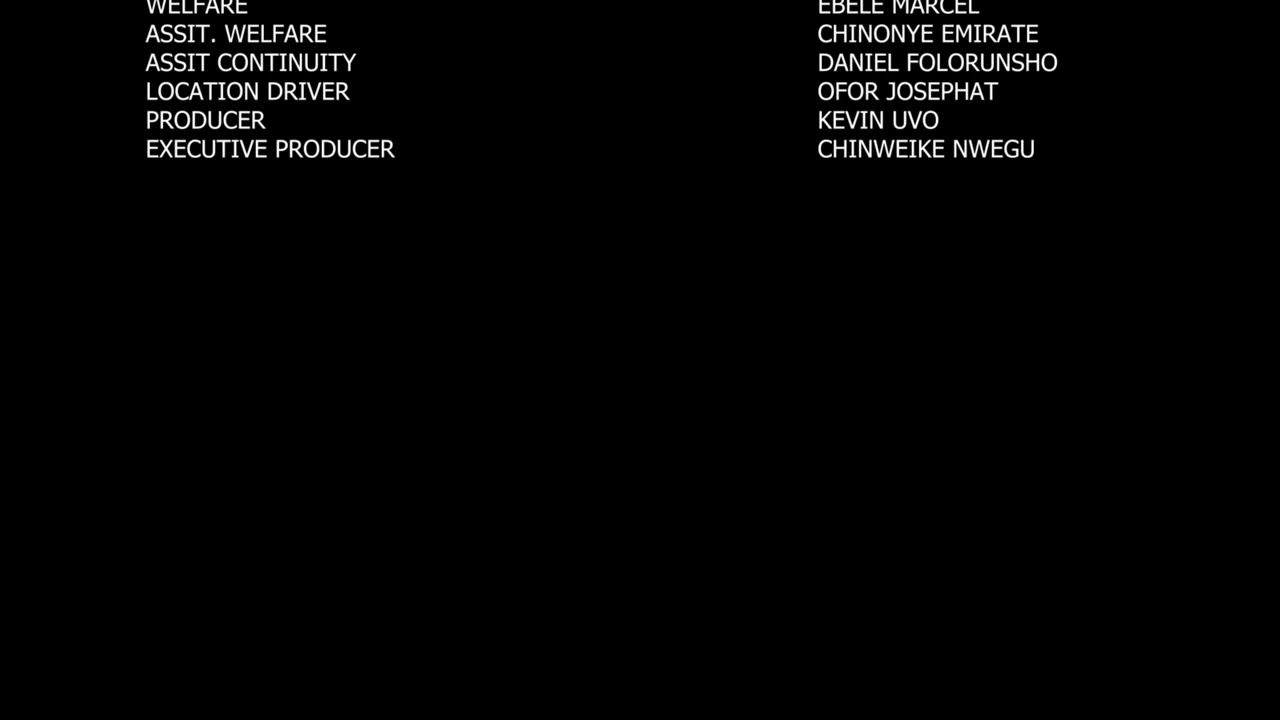 WELFARE EBELE MARCEL
ASSIT. WELFARE CHINONYE EMIRATE
ASSIT CONTINUITY DANIEL FOLORUNSHO
LOCATION DRIVER OFOR JOSEPHAT
PRODUCER KEVIN UVO
EXECUTIVE PRODUCER CHINWEIKE NWEGU